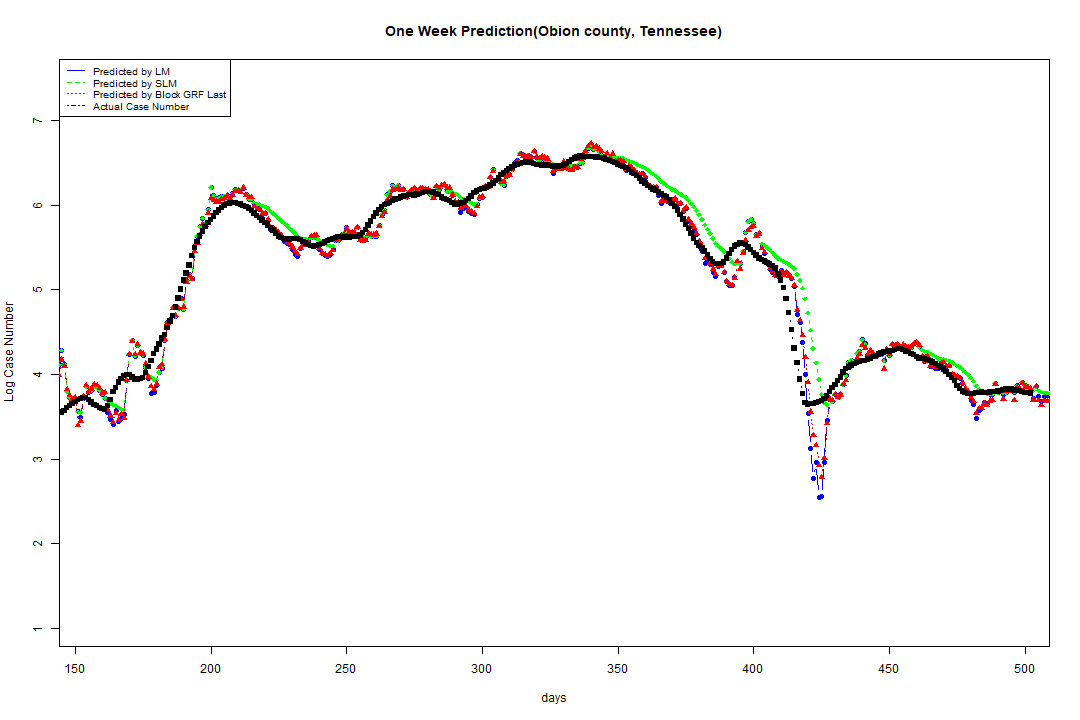 One Week Prediction(Obion county, Tennessee)
Predicted by LM
Predicted by SLM
Predicted by Block GRF Last
Actual Case Number
Log Case Number
7
6
5
4
3
2
1
150 200 250 300 350 400 450 500
days